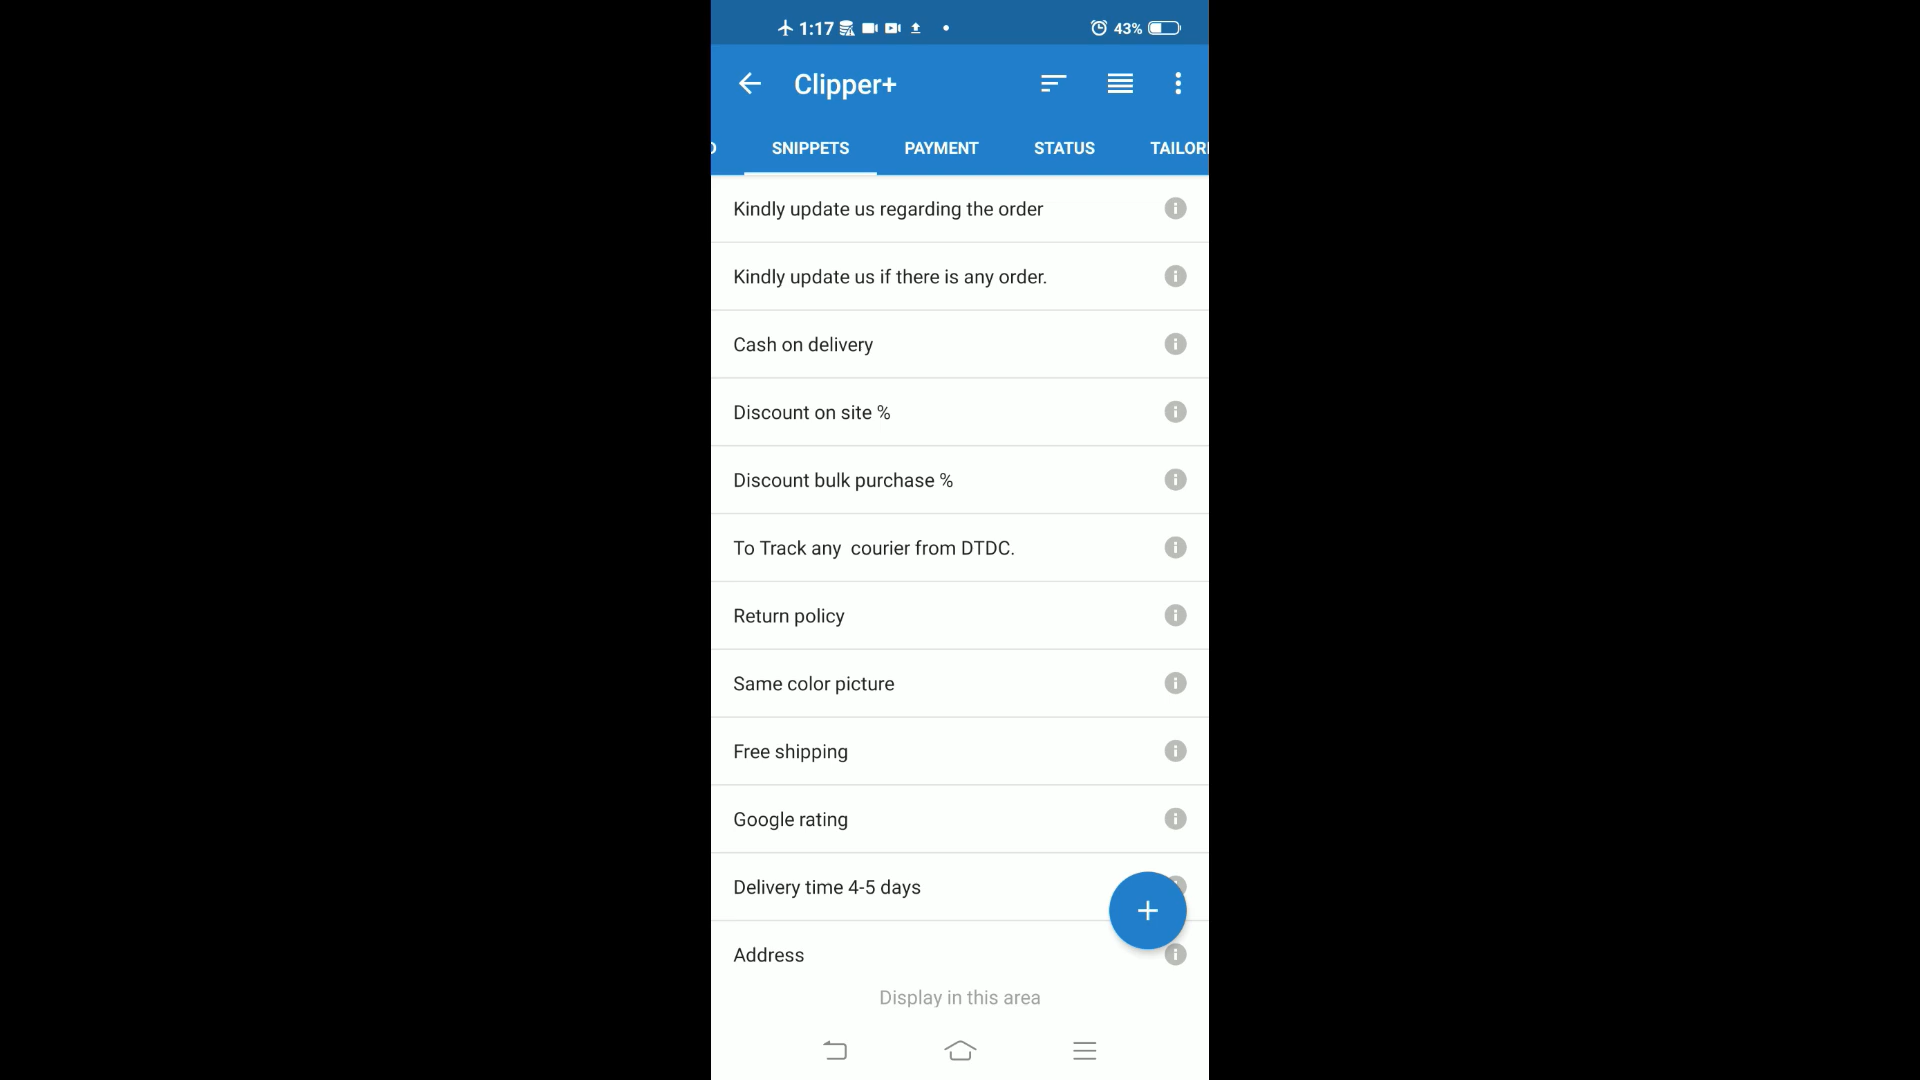 1:17
43%
Clipper+
SNIPPETS PAYMENT STATUS TAILOR
Kindly update us regarding the order
Kindly update us if there is any order.
Cash on delivery
Discount on site %
Discount bulk purchase %
To Track any  courier from DTDC.
Return policy
Same color picture
Free shipping
Google rating
Delivery time 4-5 days
Address
Display in this area